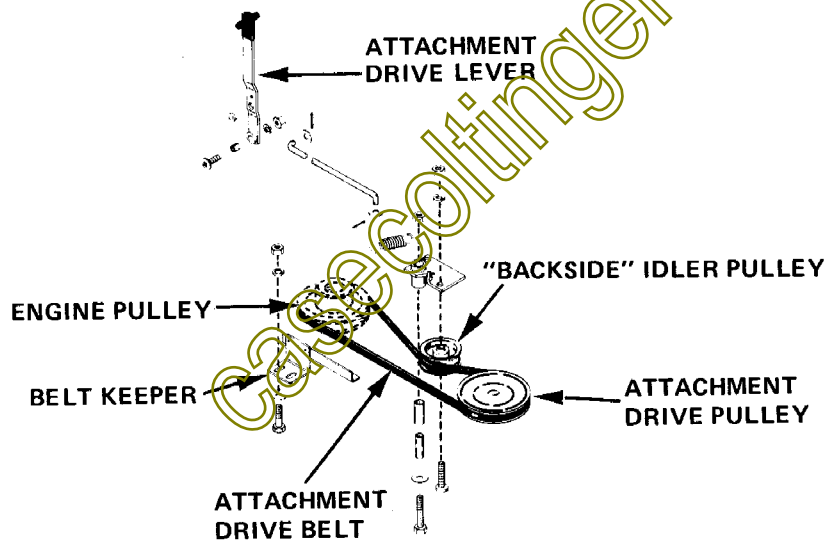 ATTACHMENT
DRIVE LEVER
"BACKSIDE" IDLER PULLEY
ENGINE PULLEY
BELT KEEPER
ATTACHMENT
DRIVE PULLEY
ATTACHMENT
DRIVE BELT
casecoltinger